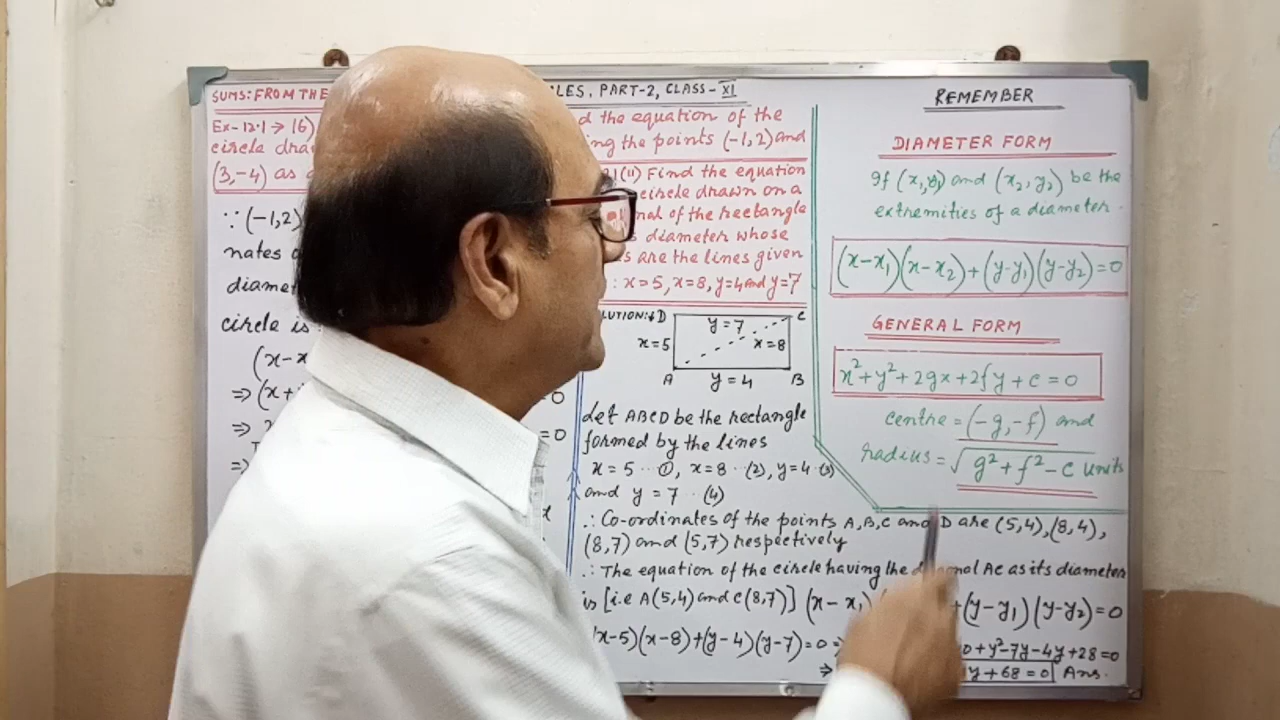 SUMS: FROM THE
LES, PART-2, CLASS-XI
Ex-12.1→16)
circle dra
(3,-4) as
∵ (-1,2)
nates
diame
circle is
(x-x
⇒(x+
⇒
⇒
=0
d the equation of the
ing the points (-1,2) and
21(ii) Find the equation
circle drawn on a
nal of the rectangle
s diameter whose
s are the lines given
: x=5, x=8, y=4 and y=7
LUTION:→ D C
y=7
x=5 x=8
A y=4 B
Let ABCD be the rectangle
formed by the lines
x=5 ..①, x=8 ..(2), y=4 ..(3)
and y=7 ..(4)
∴ Co-ordinates of the points A,B,C and D are (5,4),(8,4),
(8,7) and (5,7) respectively
∴ The equation of the circle having the diagonal AC as its diameter
is [i.e A(5,4) and C(8,7)] (x-x₁) +(y-y₁)(y-y₂)=0
(x-5)(x-8)+(y-4)(y-7)=0 ⇒ 0+y²-7y-4y+28=0
⇒ y+68=0 Ans.
REMEMBER
DIAMETER FORM
If (x₁,y₁) and (x₂,y₂) be the
extremities of a diameter.
(x-x₁)(x-x₂)+(y-y₁)(y-y₂)=0
GENERAL FORM
x²+y²+2gx+2fy+c=0
centre=(-g,-f) and
radius=√g²+f²-c units